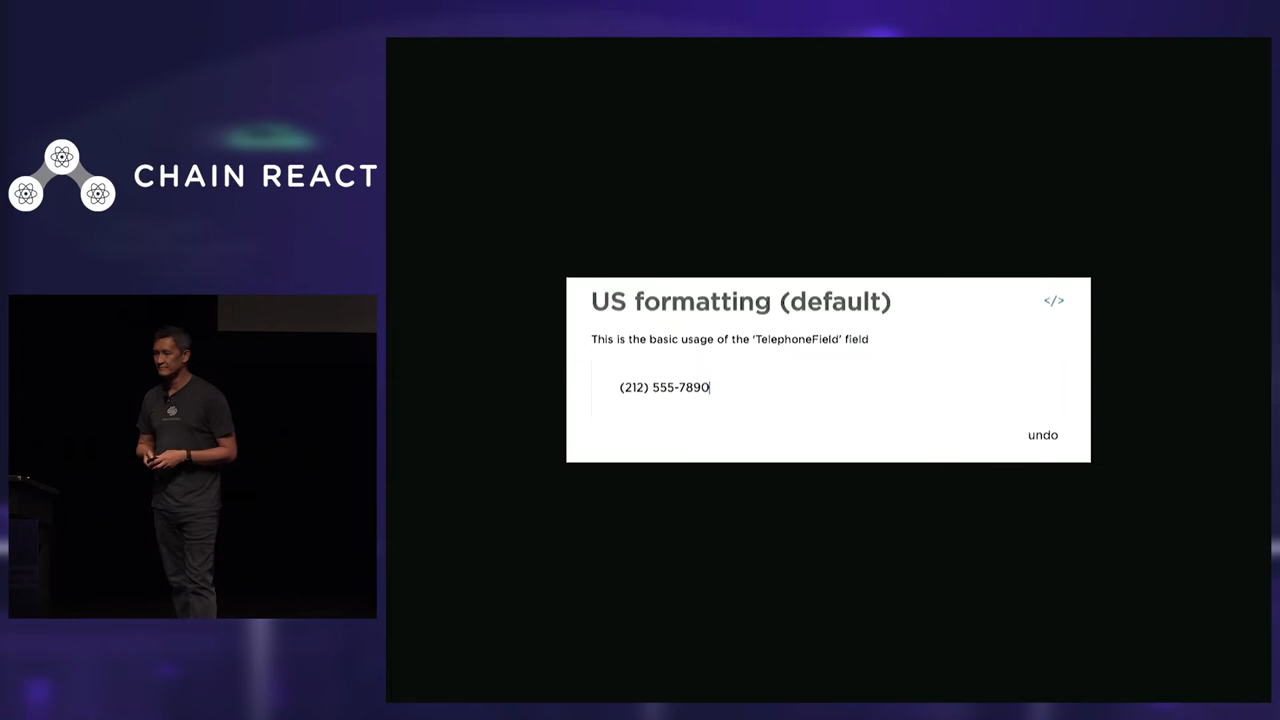 CHAIN REACT
US formatting (default)
</>
This is the basic usage of the 'TelephoneField' field
(212) 555-7890
undo